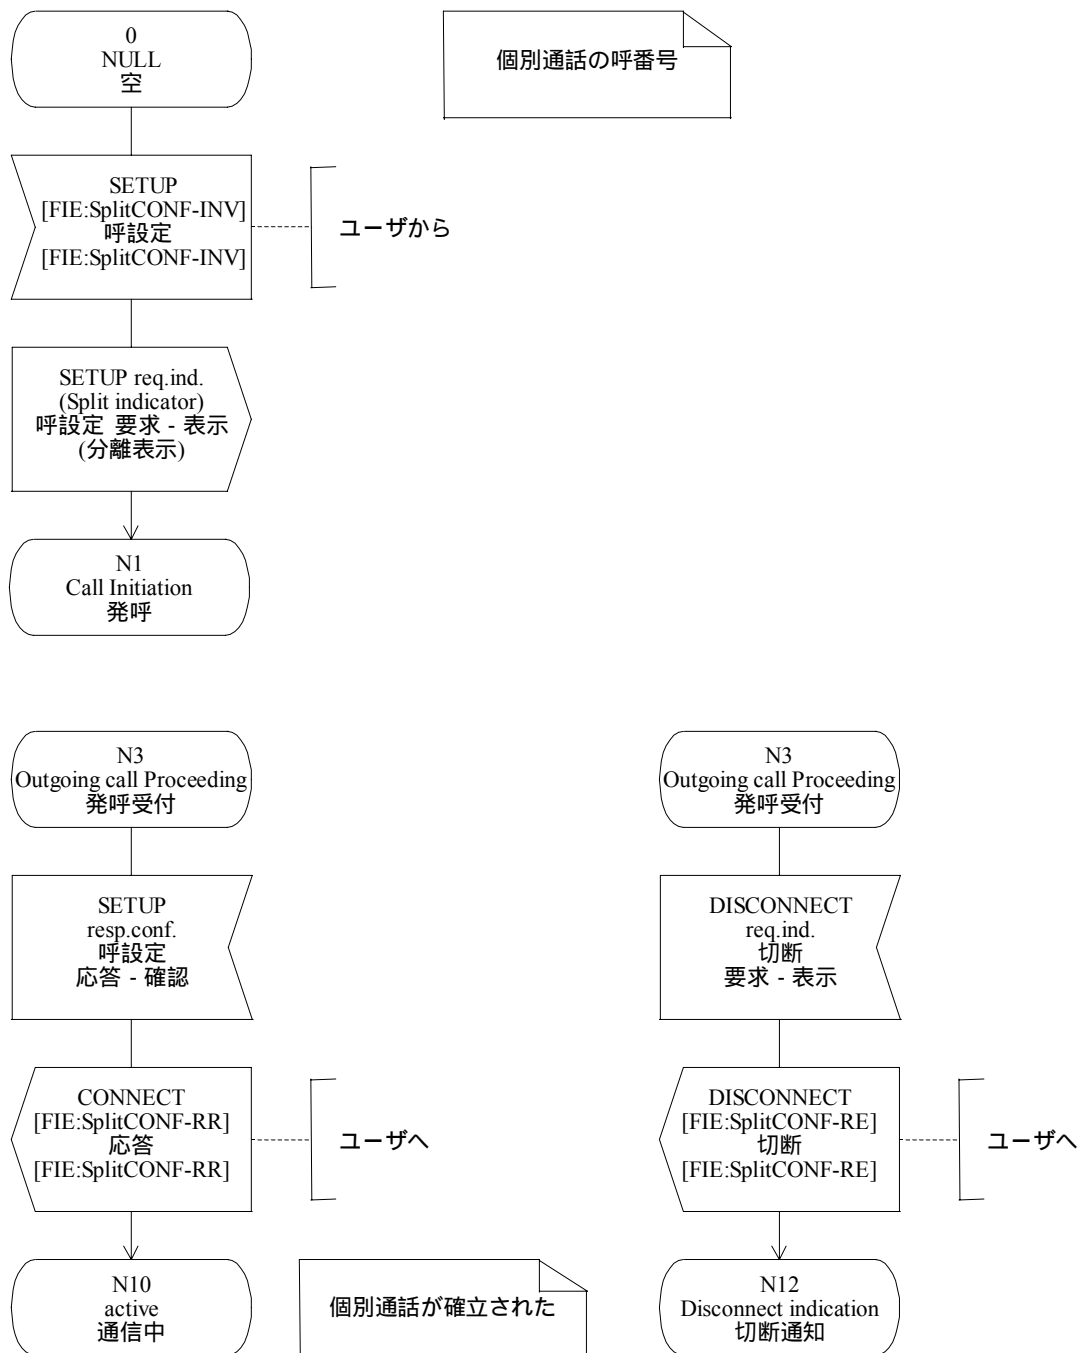 0
NULL
空
個別通話の呼番号
SETUP
[FIE:SplitCONF-INV]
呼設定
[FIE:SplitCONF-INV]
ユーザから
SETUP req.ind.
(Split indicator)
呼設定 要求 - 表示
(分離表示)
N1
Call Initiation
発呼
N3
Outgoing call Proceeding
発呼受付
SETUP
resp.conf.
呼設定
応答 - 確認
CONNECT
[FIE:SplitCONF-RR]
応答
[FIE:SplitCONF-RR]
ユーザへ
N10
active
通信中
個別通話が確立された
N3
Outgoing call Proceeding
発呼受付
DISCONNECT
req.ind.
切断
要求 - 表示
DISCONNECT
[FIE:SplitCONF-RE]
切断
[FIE:SplitCONF-RE]
ユーザへ
N12
Disconnect indication
切断通知